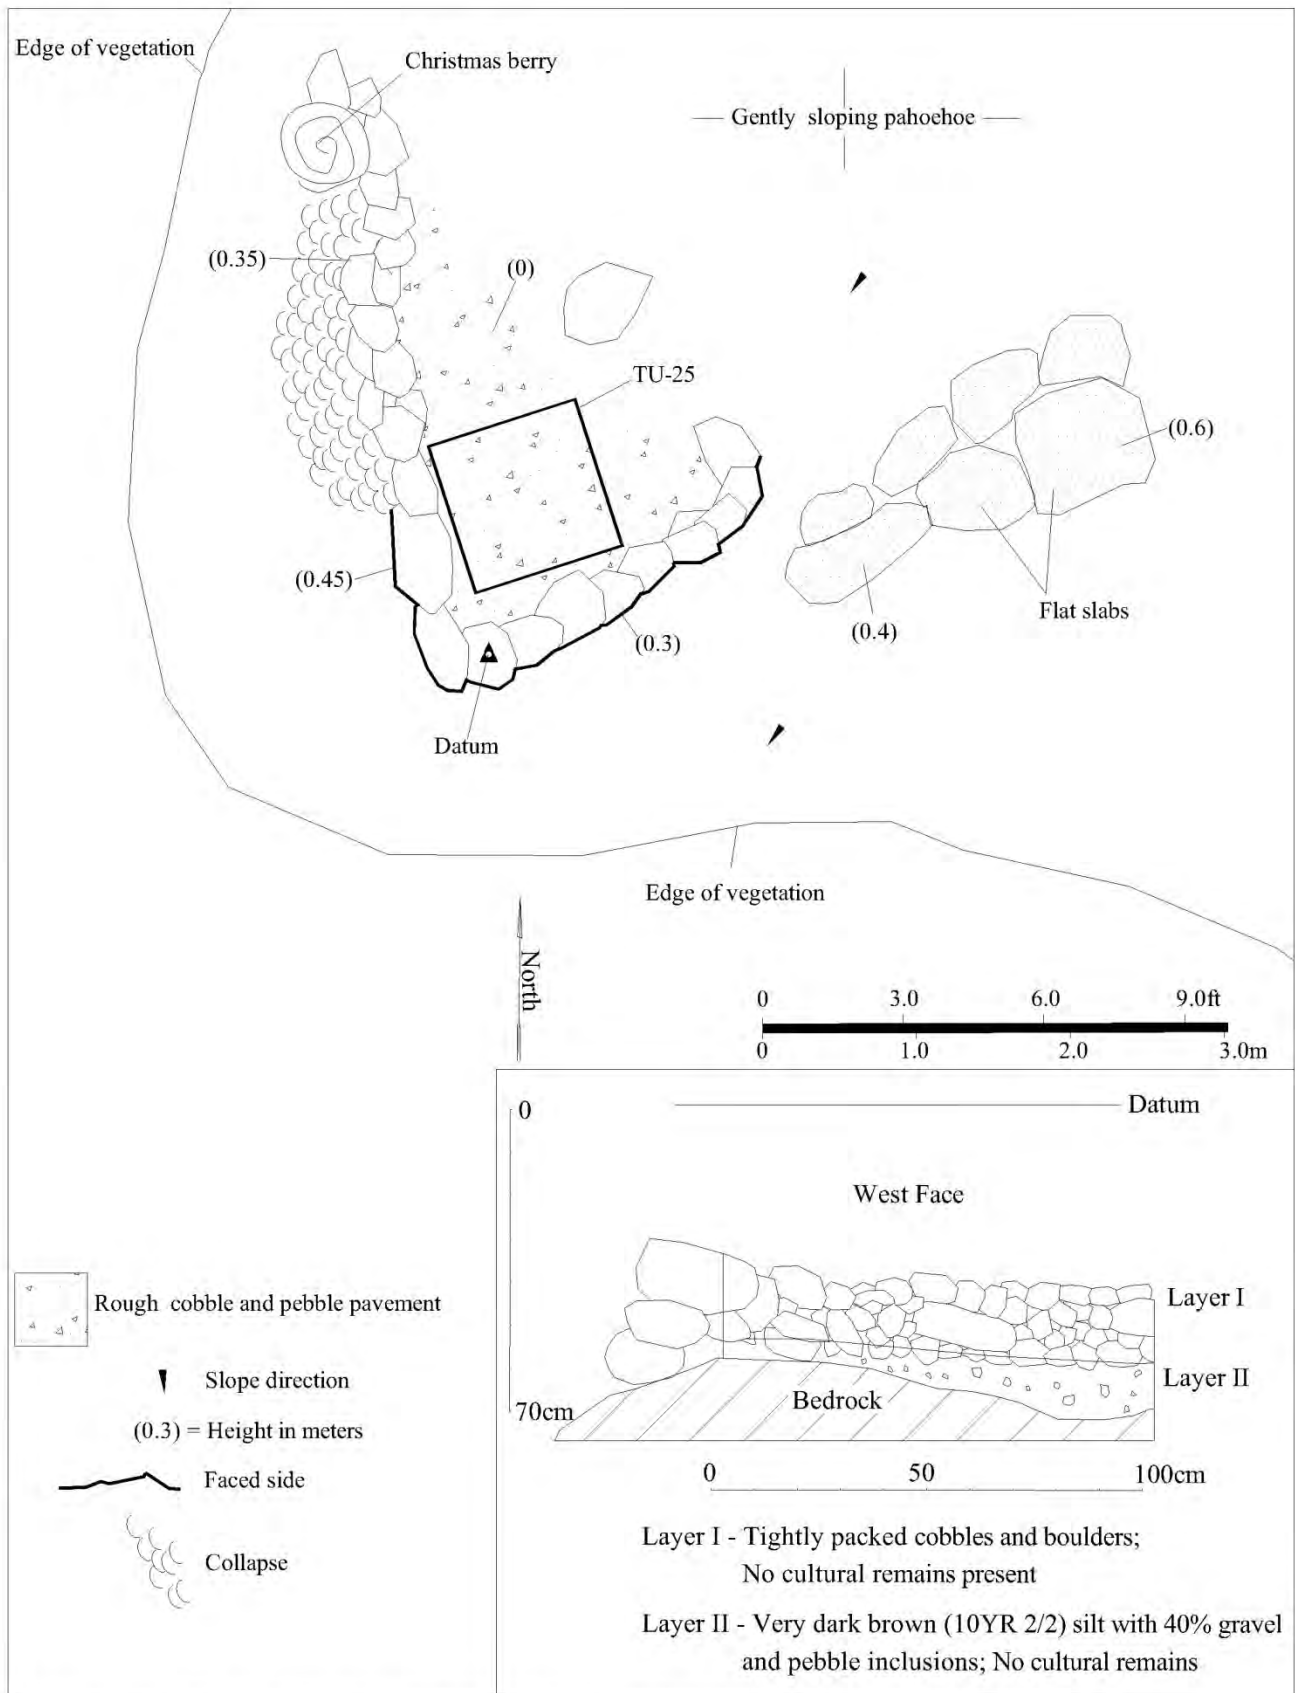 Edge of vegetation
Christmas berry
Gently sloping pahoehoe
(0.35)
(0)
TU-25
(0.6)
(0.45)
(0.3)
(0.4)
Flat slabs
Datum
Edge of vegetation
North
0 3.0 6.0 9.0ft
0 1.0 2.0 3.0m
0
Datum
West Face
Layer I
Layer II
Bedrock
70cm
0 50 100cm
Rough cobble and pebble pavement
Slope direction
(0.3) = Height in meters
Faced side
Collapse
Layer I - Tightly packed cobbles and boulders;
No cultural remains present
Layer II - Very dark brown (10YR 2/2) silt with 40% gravel
and pebble inclusions; No cultural remains